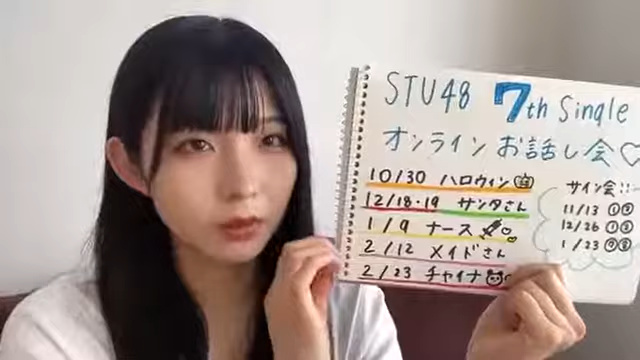 STU48 7th Single
オンラインお話し会♡
10/30 ハロウィン
12/18・19 サンタさん
1/9 ナース
2/12 メイドさん
2/23 チャイナ
サイン会::
11/13 ①②
12/26 ①②
1/23